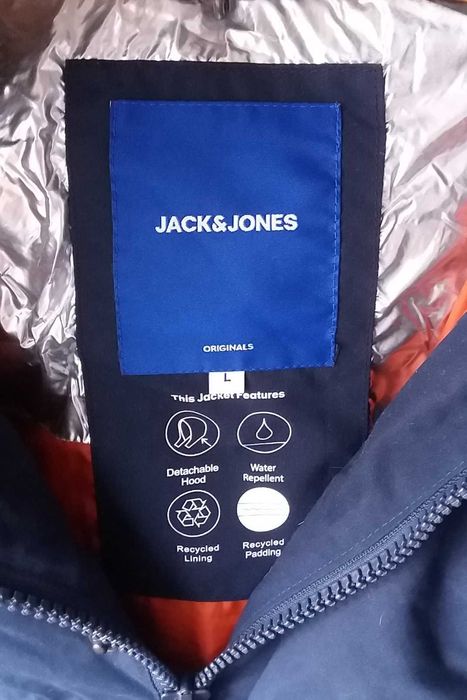 JACK&JONES
ORIGINALS
L
This Jacket Features
Detachable
Hood
Water
Repellent
Recycled
Lining
Recycled
Padding